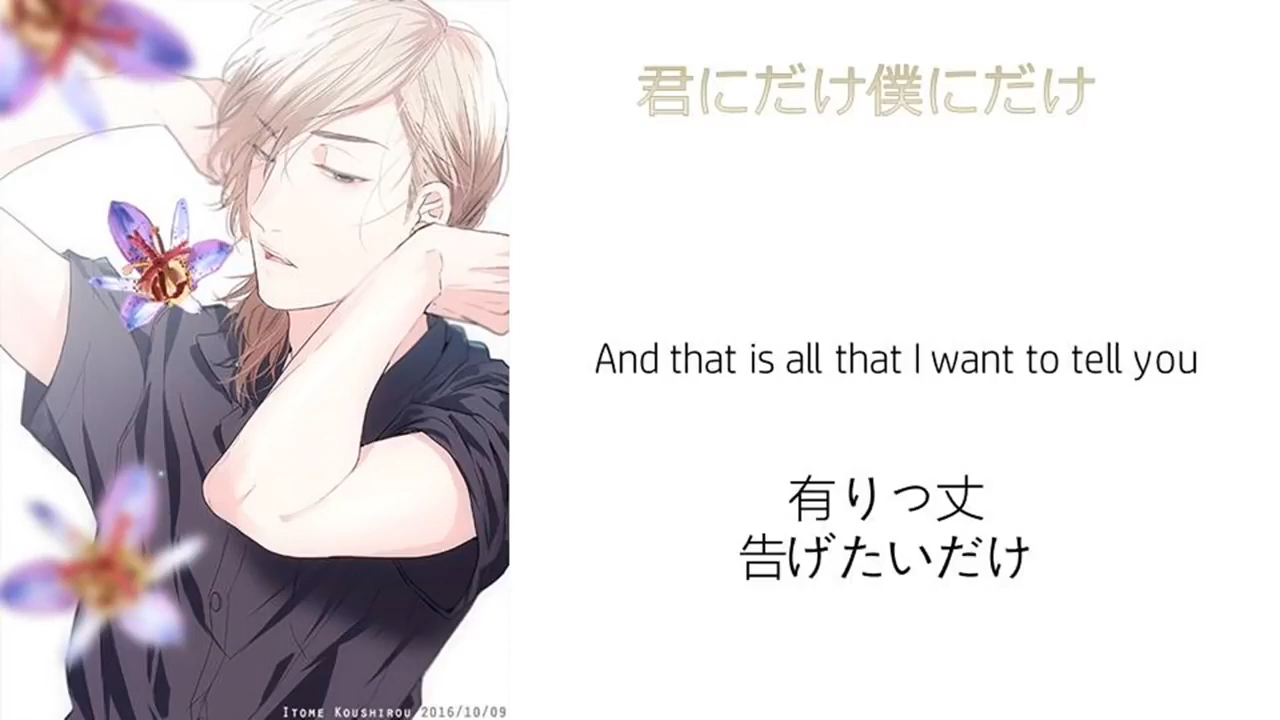 君にだけ僕にだけ
And that is all that I want to tell you
有りっ丈
告げたいだけ
ITOME KOUSHIROU 2016/10/09